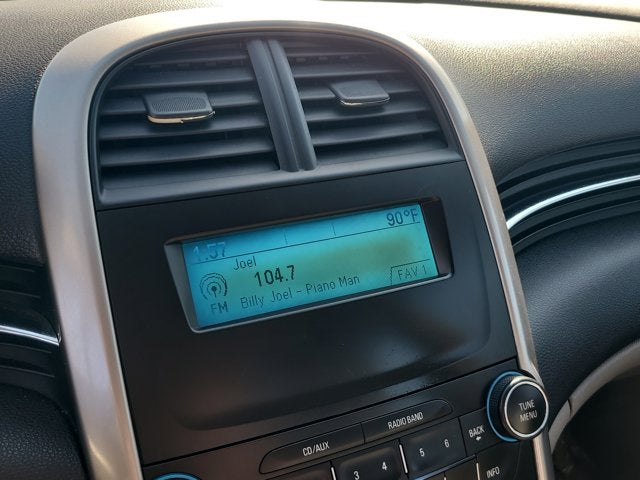 1:57 90°F
Joel
104.7
FM Billy Joel - Piano Man FAV 1
RADIO BAND
CD/AUX
TUNE
MENU
BACK
5 6
3 4
INFO